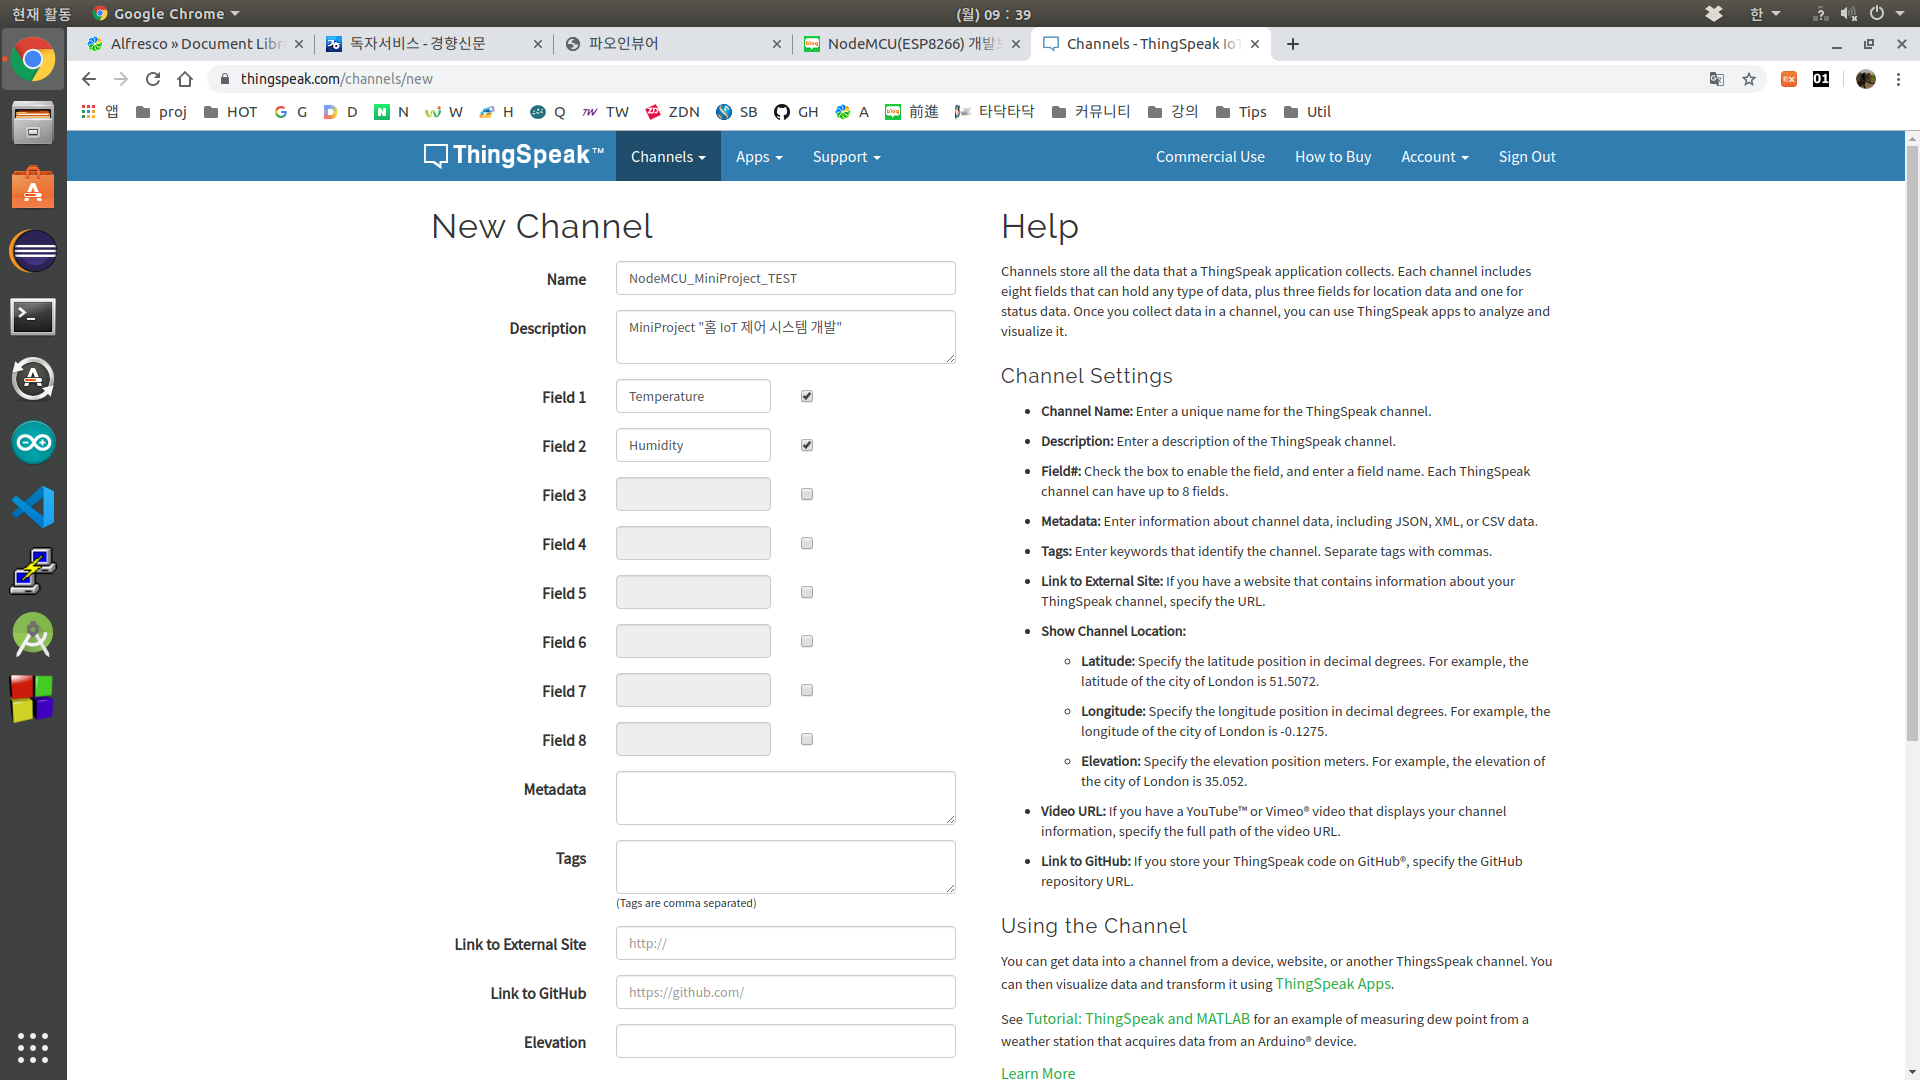 현재 활동
Google Chrome
(월) 09 : 39
한
Alfresco » Document Libr
독자서비스 - 경향신문
파오인뷰어
NodeMCU(ESP8266) 개발
Channels - ThingSpeak Io
thingspeak.com/channels/new
앱
proj
HOT
G
D
N
W
H
Q
TW
ZDN
SB
GH
A
前進
타닥타닥
커뮤니티
강의
Tips
Util
ThingSpeak™
Channels
Apps
Support
Commercial Use
How to Buy
Account
Sign Out
New Channel
Name
NodeMCU_MiniProject_TEST
Description
MiniProject "홈 IoT 제어 시스템 개발"
Field 1
Temperature
Field 2
Humidity
Field 3
Field 4
Field 5
Field 6
Field 7
Field 8
Metadata
Tags
(Tags are comma separated)
Link to External Site
http://
Link to GitHub
https://github.com/
Elevation
Help
Channels store all the data that a ThingSpeak application collects. Each channel includes
eight fields that can hold any type of data, plus three fields for location data and one for
status data. Once you collect data in a channel, you can use ThingSpeak apps to analyze and
visualize it.
Channel Settings
Channel Name: Enter a unique name for the ThingSpeak channel.
Description: Enter a description of the ThingSpeak channel.
Field#: Check the box to enable the field, and enter a field name. Each ThingSpeak
channel can have up to 8 fields.
Metadata: Enter information about channel data, including JSON, XML, or CSV data.
Tags: Enter keywords that identify the channel. Separate tags with commas.
Link to External Site: If you have a website that contains information about your
ThingSpeak channel, specify the URL.
Show Channel Location:
Latitude: Specify the latitude position in decimal degrees. For example, the
latitude of the city of London is 51.5072.
Longitude: Specify the longitude position in decimal degrees. For example, the
longitude of the city of London is -0.1275.
Elevation: Specify the elevation position meters. For example, the elevation of
the city of London is 35.052.
Video URL: If you have a YouTube™ or Vimeo® video that displays your channel
information, specify the full path of the video URL.
Link to GitHub: If you store your ThingSpeak code on GitHub®, specify the GitHub
repository URL.
Using the Channel
You can get data into a channel from a device, website, or another ThingsSpeak channel. You
can then visualize data and transform it using ThingSpeak Apps.
See Tutorial: ThingSpeak and MATLAB for an example of measuring dew point from a
weather station that acquires data from an Arduino® device.
Learn More